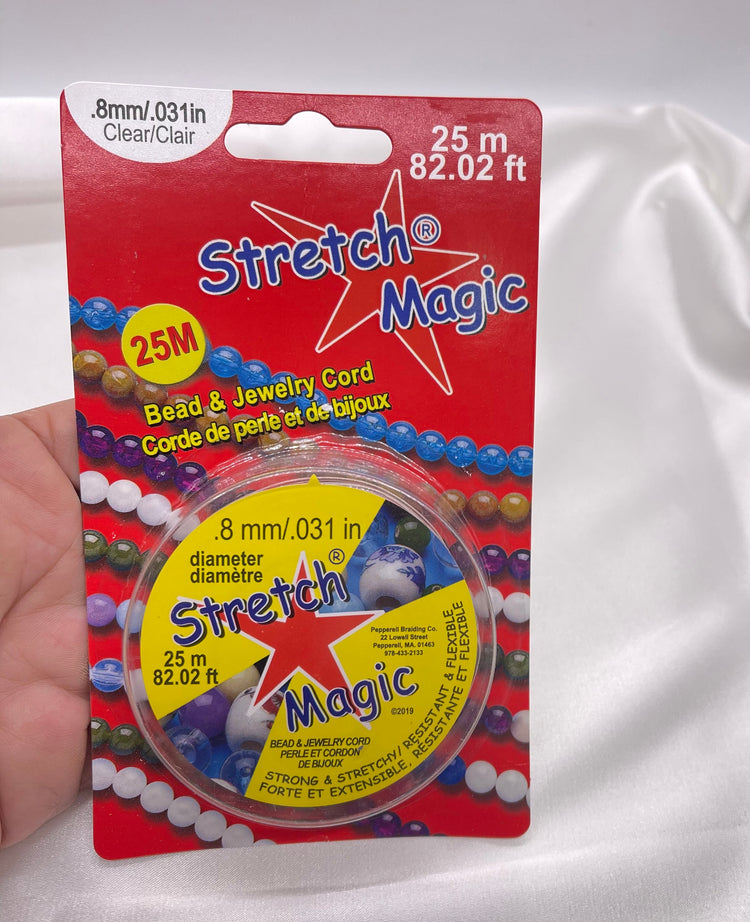 .8mm/.031in
Clear/Clair
25 m
82.02 ft
Stretch®
Magic
25M
Bead & Jewelry Cord
Corde de perle et de bijoux
.8 mm/.031 in
diameter
diamètre
Stretch®
25 m
82.02 ft
Pepperell Braiding Co.
22 Lowell Street
Pepperell, MA. 01463
978-433-2133
Magic
©2019
BEAD & JEWELRY CORD
PERLE ET CORDON
DE BIJOUX
STRONG & STRETCHY/ RESISTANT & FLEXIBLE
FORTE ET EXTENSIBLE, RESISTANTE ET FLEXIBLE